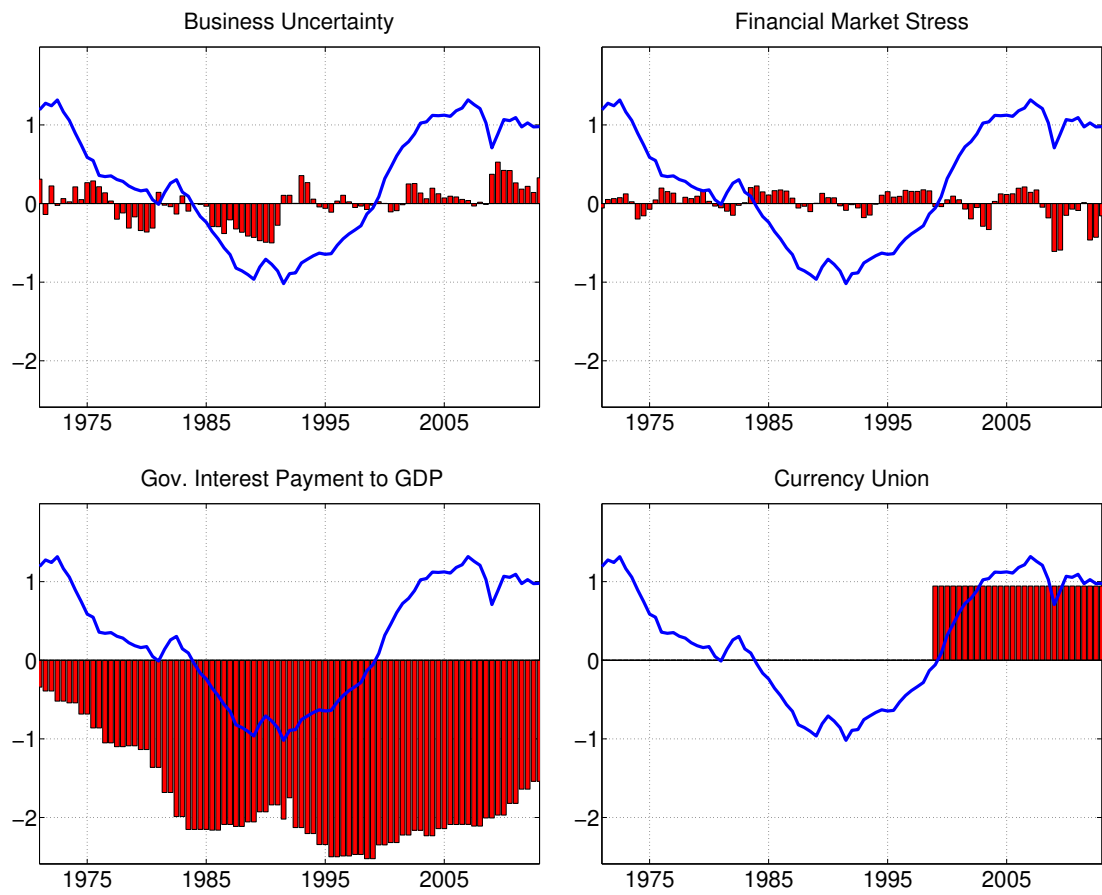 Business Uncertainty
1
0
−1
−2
1975 1985 1995 2005
Financial Market Stress
1
0
−1
−2
1975 1985 1995 2005
Gov. Interest Payment to GDP
1
0
−1
−2
1975 1985 1995 2005
Currency Union
1
0
−1
−2
1975 1985 1995 2005